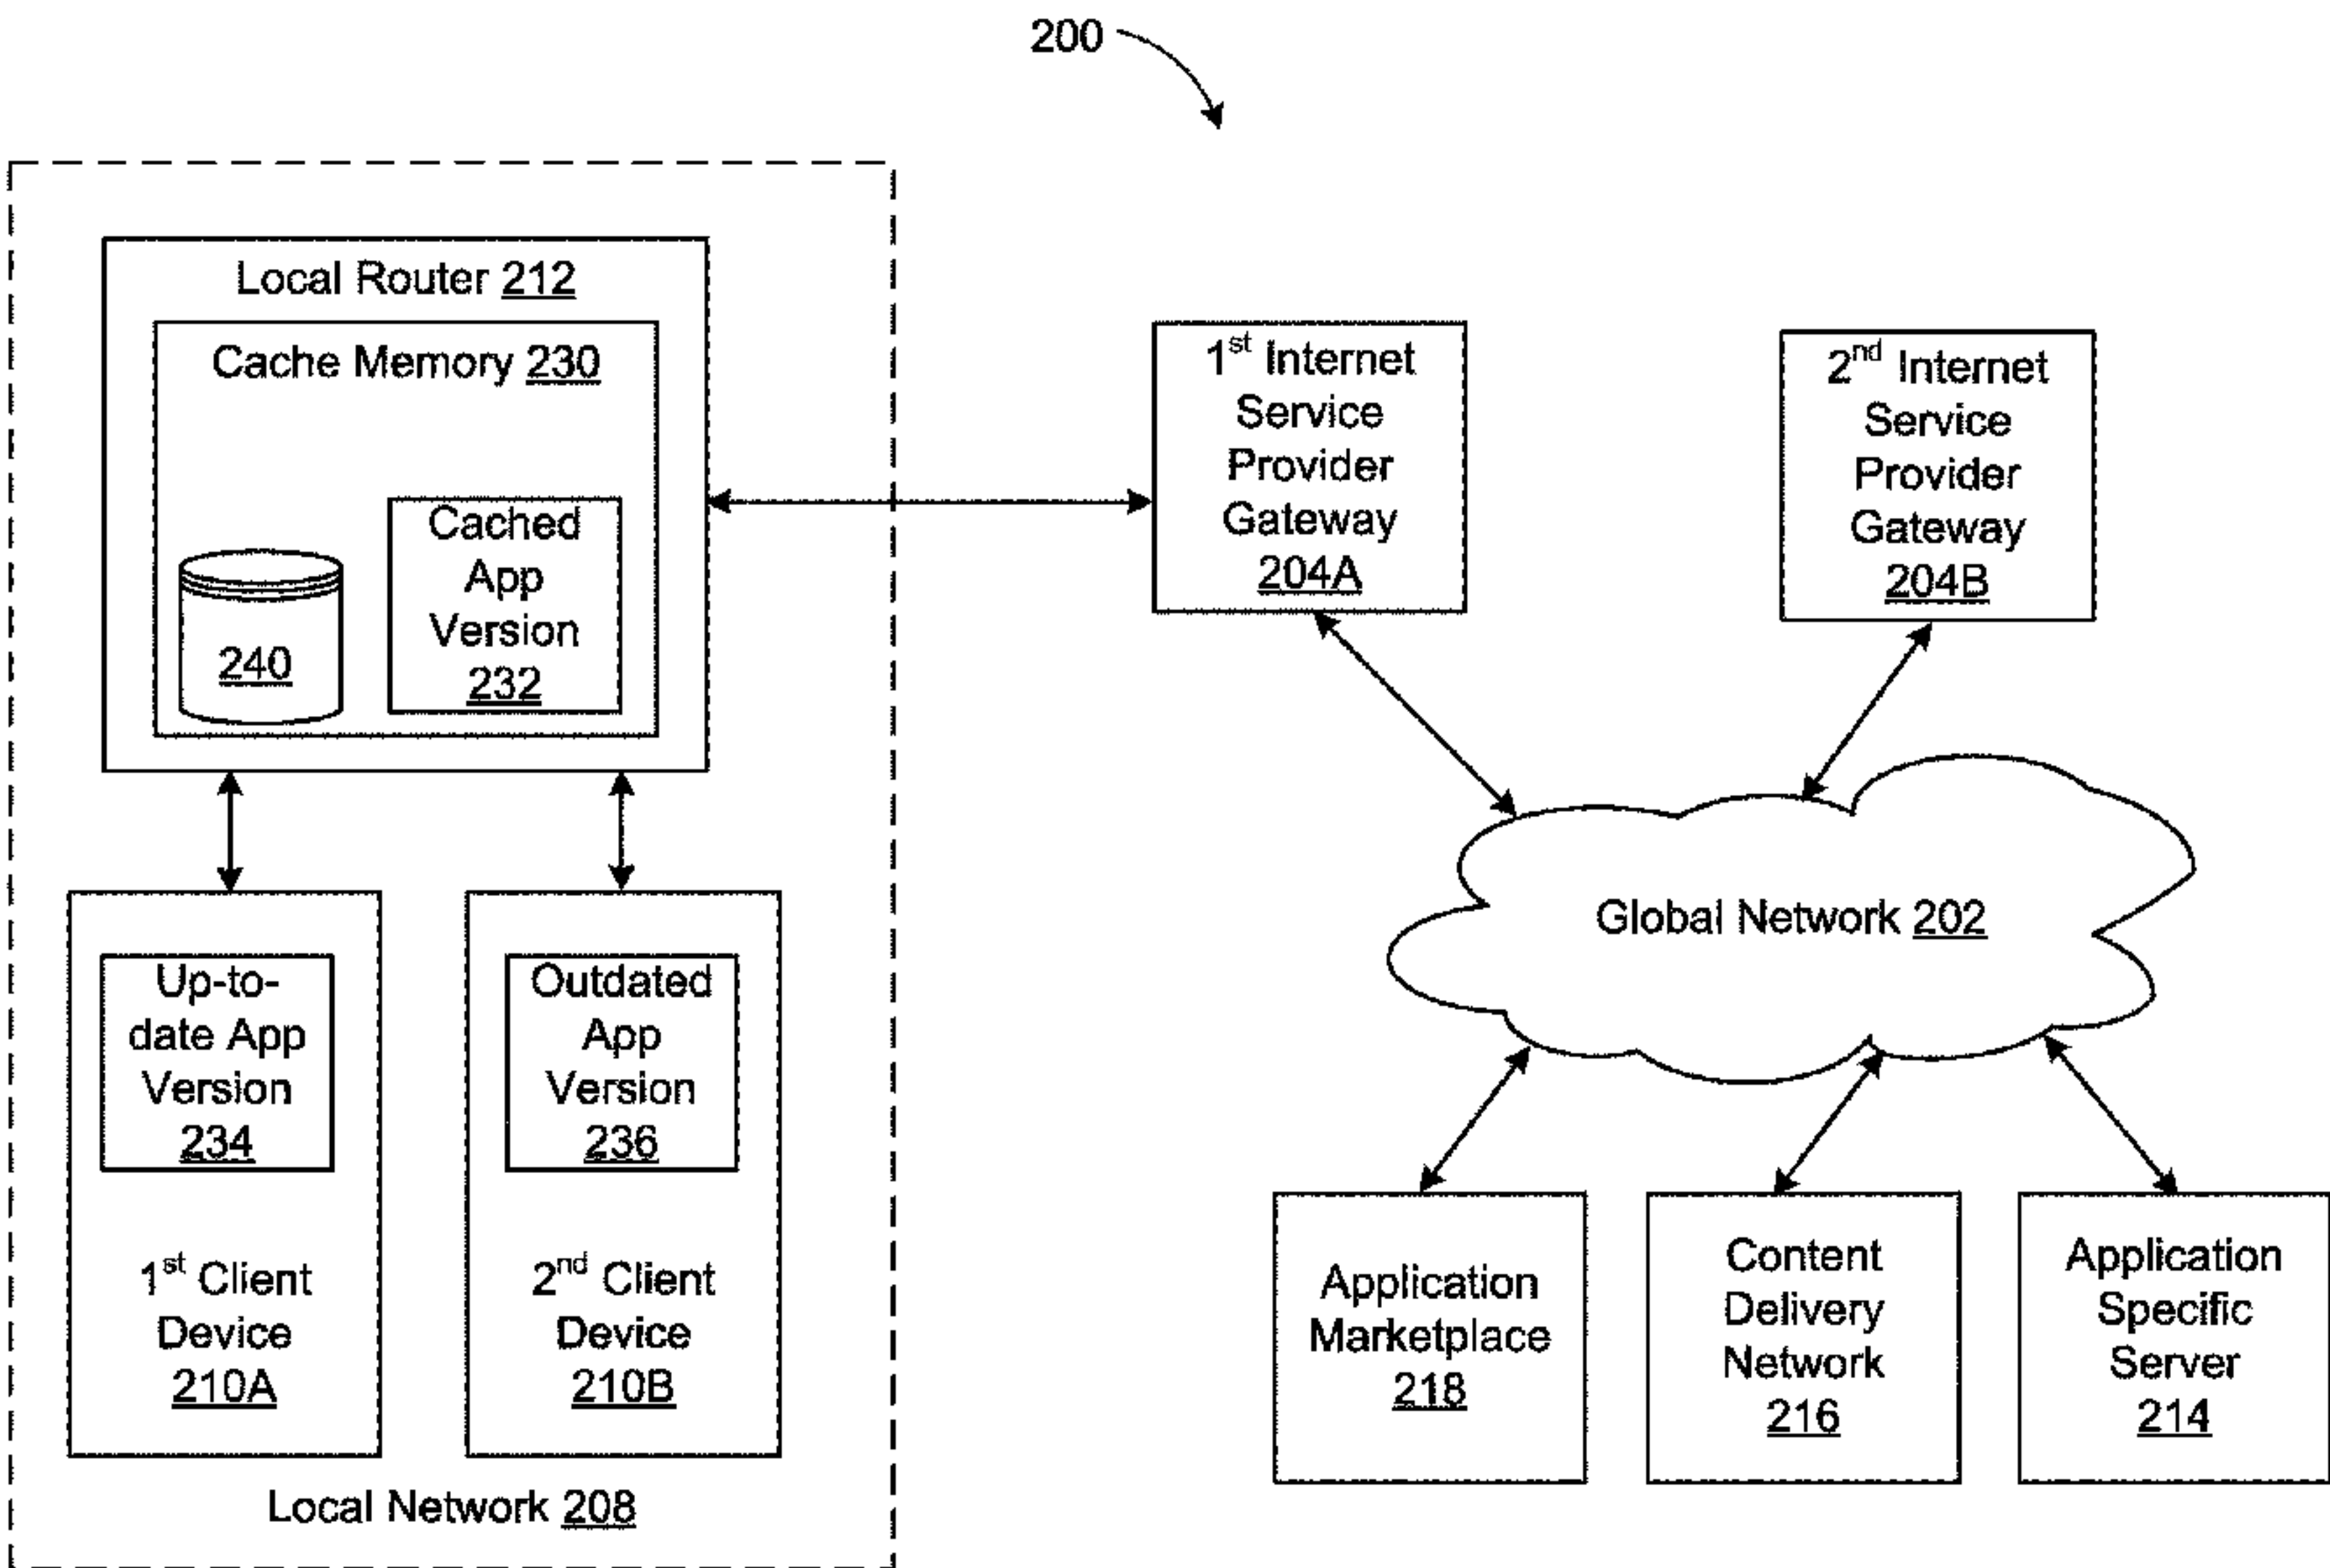 200
Local Router 212
Cache Memory 230
Cached
App
Version
232
240
1st Internet
Service
Provider
Gateway
204A
2nd Internet
Service
Provider
Gateway
204B
Global Network 202
Up-to-
date App
Version
234
1st Client
Device
210A
Outdated
App
Version
236
2nd Client
Device
210B
Local Network 208
Application
Marketplace
218
Content
Delivery
Network
216
Application
Specific
Server
214